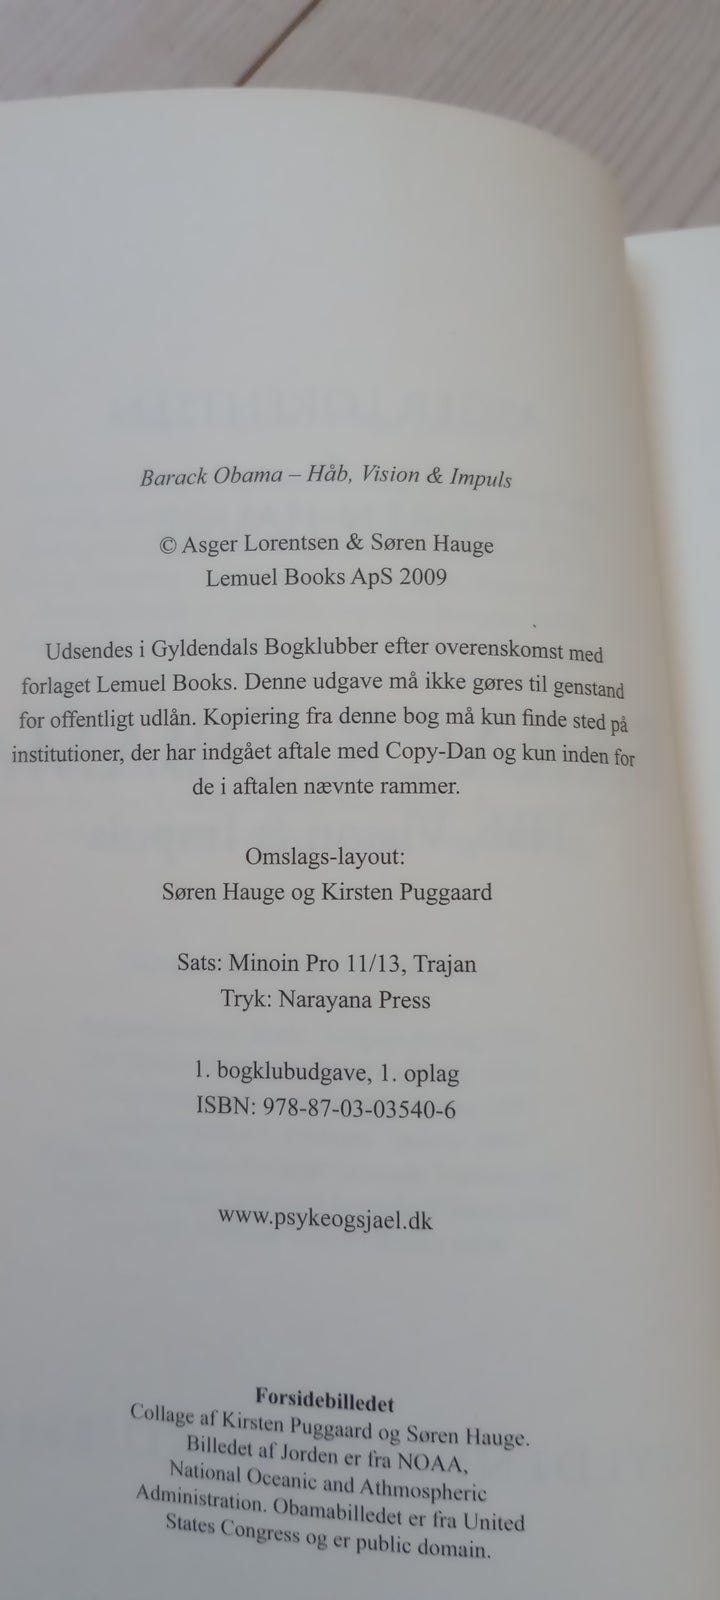 Barack Obama – Håb, Vision & Impuls
© Asger Lorentsen & Søren Hauge
Lemuel Books ApS 2009
Udsendes i Gyldendals Bogklubber efter overenskomst med
forlaget Lemuel Books. Denne udgave må ikke gøres til genstand
for offentligt udlån. Kopiering fra denne bog må kun finde sted på
institutioner, der har indgået aftale med Copy-Dan og kun inden for
de i aftalen nævnte rammer.
Omslags-layout:
Søren Hauge og Kirsten Puggaard
Sats: Minoin Pro 11/13, Trajan
Tryk: Narayana Press
1. bogklubudgave, 1. oplag
ISBN: 978-87-03-03540-6
www.psykeogsjael.dk
Forsidebilledet
Collage af Kirsten Puggaard og Søren Hauge.
Billedet af Jorden er fra NOAA,
National Oceanic and Athmospheric
Administration. Obamabilledet er fra United
States Congress og er public domain.